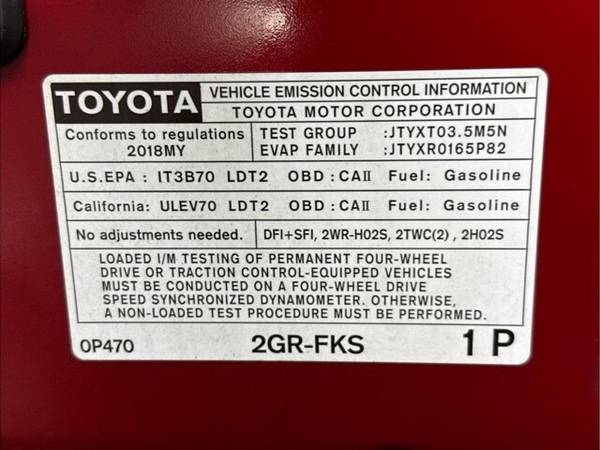 TOYOTA
VEHICLE EMISSION CONTROL INFORMATION
TOYOTA MOTOR CORPORATION
Conforms to regulations
2018MY
TEST GROUP :JTYXT03.5M5N
EVAP FAMILY :JTYXR0165P82
U.S.EPA : IT3B70 LDT2 OBD :CAII Fuel: Gasoline
California: ULEV70 LDT2 OBD :CAII Fuel: Gasoline
No adjustments needed. DFI+SFI, 2WR-HO2S, 2TWC(2) , 2HO2S
LOADED I/M TESTING OF PERMANENT FOUR-WHEEL
DRIVE OR TRACTION CONTROL-EQUIPPED VEHICLES
MUST BE CONDUCTED ON A FOUR-WHEEL DRIVE
SPEED SYNCHRONIZED DYNAMOMETER. OTHERWISE,
A NON-LOADED TEST PROCEDURE MUST BE PERFORMED.
0P470 2GR-FKS 1 P